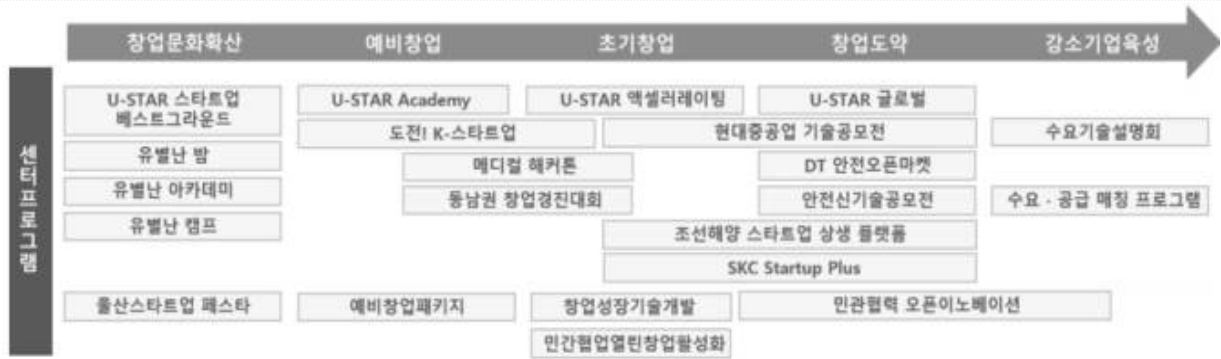 창업문화확산 예비창업 초기창업 창업도약 강소기업육성
센터프로그램
U-STAR 스타트업 U-STAR Academy U-STAR 액셀러레이팅 U-STAR 글로벌
베스트그라운드
도전! K-스타트업 현대중공업 기술공모전 수요기술설명회
유별난 밤 메디컬 해커톤 DT 안전오픈마켓
유별난 아카데미 동남권 창업경진대회 안전신기술공모전 수요 · 공급 매칭 프로그램
유별난 캠프 조선해양 스타트업 상생 플랫폼
SKC Startup Plus
울산스타트업 페스타 예비창업패키지 창업성장기술개발 민관협력 오픈이노베이션
민간협업열린창업활성화